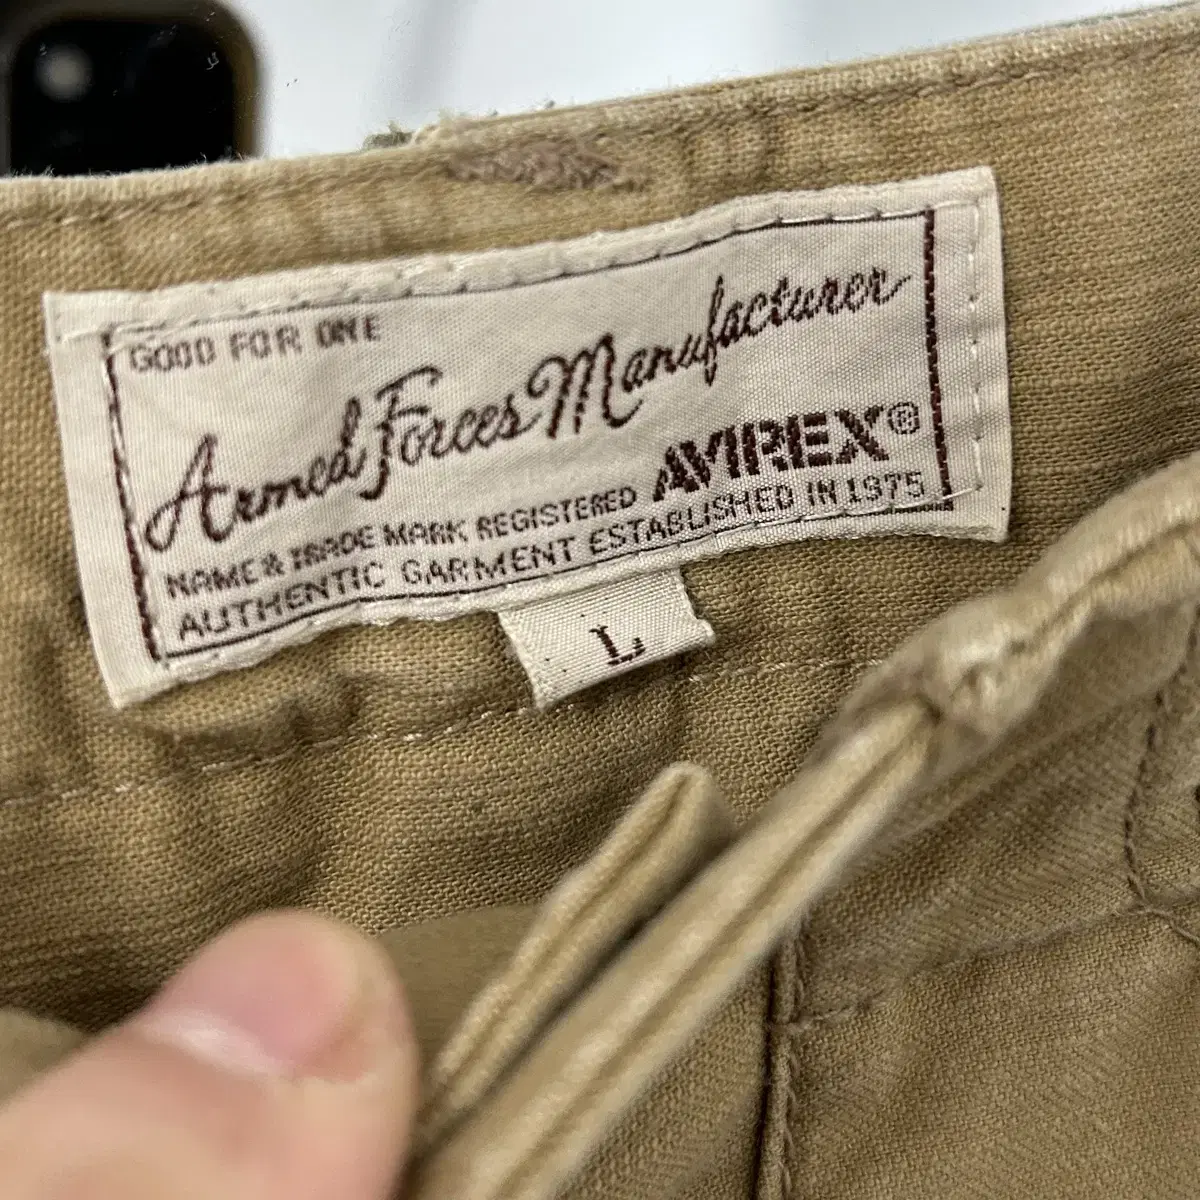 GOOD FOR ONE
Armed Forces Manufacturer
NAME & TRADE MARK REGISTERED AVIREX®
AUTHENTIC GARMENT ESTABLISHED IN 1975
L